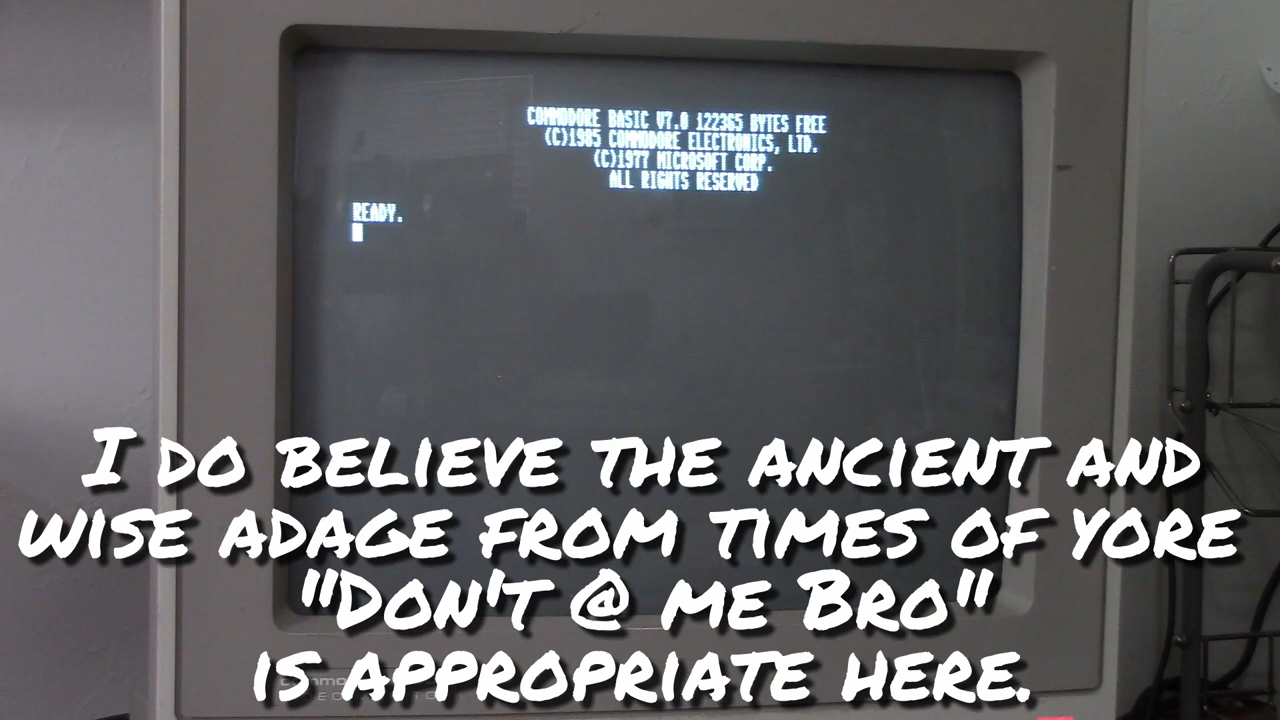 COMMODORE BASIC V7.0 122365 BYTES FREE
(C)1985 COMMODORE ELECTRONICS, LTD.
(C)1977 MICROSOFT CORP.
ALL RIGHTS RESERVED
READY.
I do believe the ancient and
wise adage from times of yore
"Don't @ me Bro"
is appropriate here.